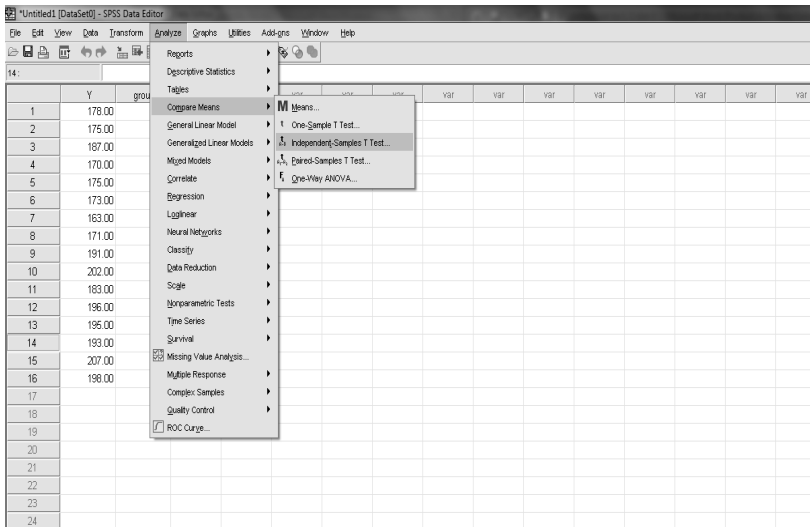 *Untitled1 [DataSet0] - SPSS Data Editor
File Edit View Data Transform Analyze Graphs Utilities Add-ons Window Help
14 :
Y grou var var var var var var var var var
Reports
Descriptive Statistics
Tables
Compare Means
General Linear Model
Generalized Linear Models
Mixed Models
Correlate
Regression
Loglinear
Neural Networks
Classify
Data Reduction
Scale
Nonparametric Tests
Time Series
Survival
Missing Value Analysis...
Multiple Response
Complex Samples
Quality Control
ROC Curve...
M Means...
t One-Sample T Test...
Independent-Samples T Test...
Paired-Samples T Test...
One-Way ANOVA...
1 178.00
2 175.00
3 187.00
4 170.00
5 175.00
6 173.00
7 163.00
8 171.00
9 191.00
10 202.00
11 183.00
12 196.00
13 195.00
14 193.00
15 207.00
16 198.00
17
18
19
20
21
22
23
24